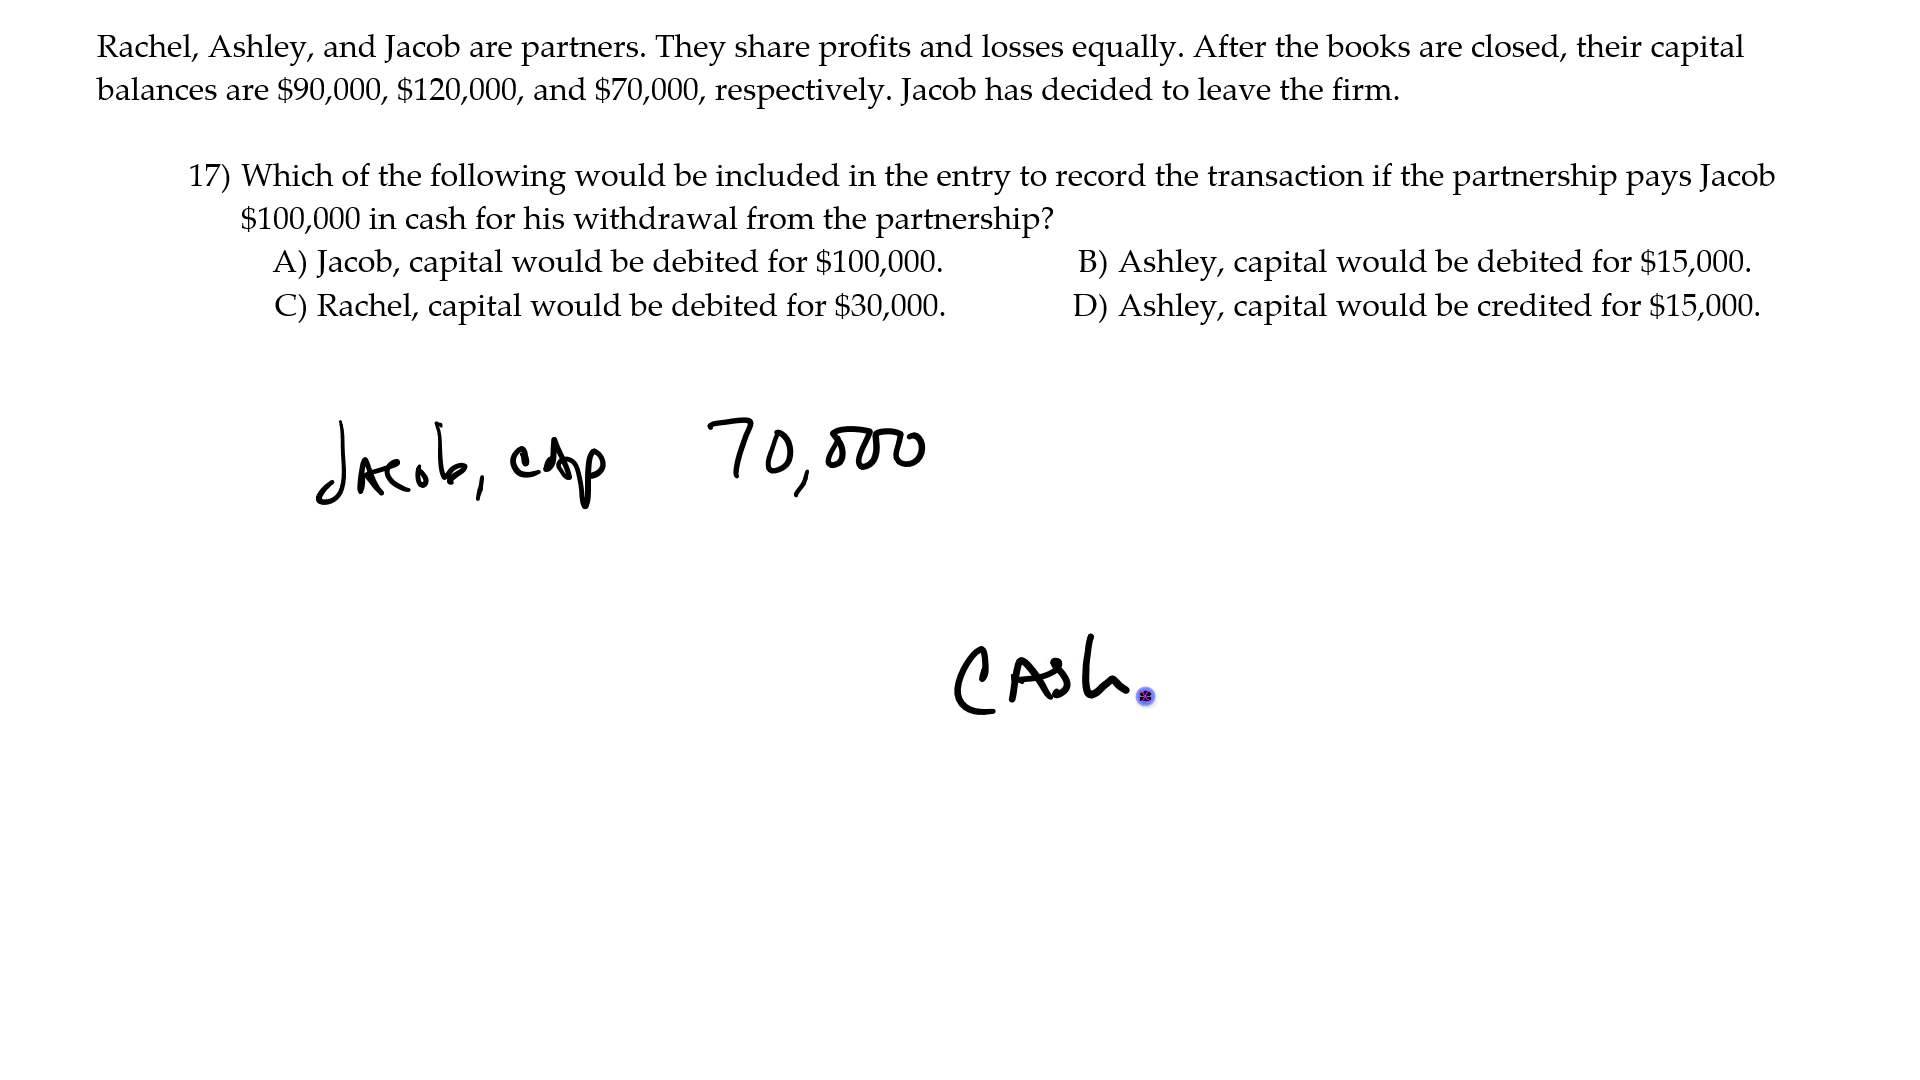 Rachel, Ashley, and Jacob are partners. They share profits and losses equally. After the books are closed, their capital
balances are $90,000, $120,000, and $70,000, respectively. Jacob has decided to leave the firm.
17) Which of the following would be included in the entry to record the transaction if the partnership pays Jacob
$100,000 in cash for his withdrawal from the partnership?
A) Jacob, capital would be debited for $100,000. B) Ashley, capital would be debited for $15,000.
C) Rachel, capital would be debited for $30,000. D) Ashley, capital would be credited for $15,000.
Jacob, cap 70,000
Cash